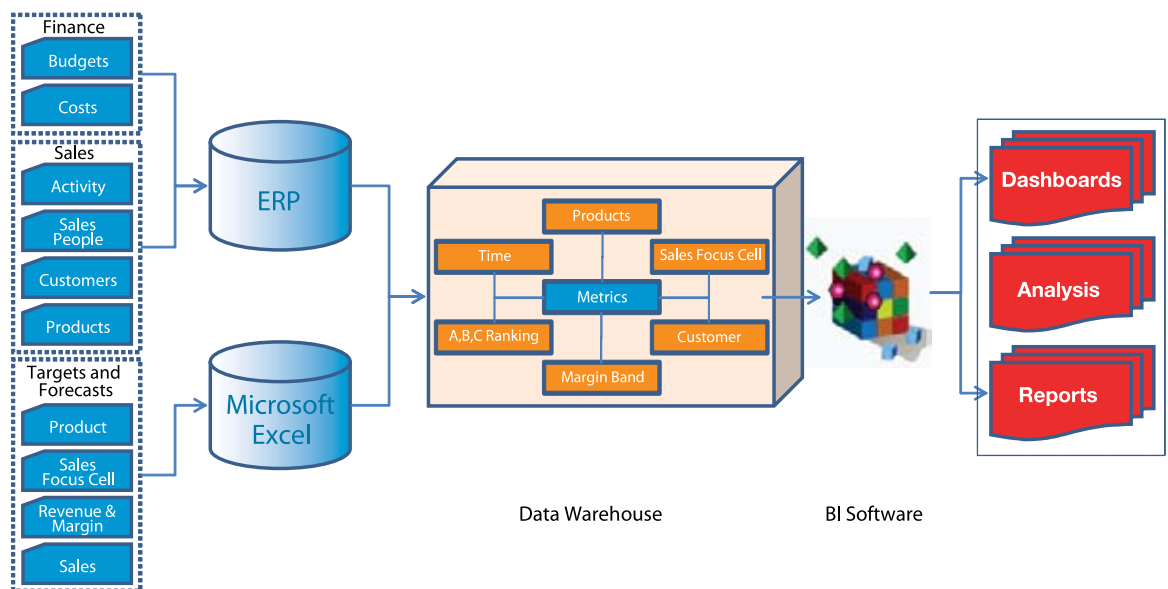 Finance
Budgets
Costs
Sales
Activity
Sales
People
Customers
Products
Targets and
Forecasts
Product
Sales
Focus Cell
Revenue &
Margin
Sales
ERP
Microsoft
Excel
Products
Time
Sales Focus Cell
Metrics
A,B,C Ranking
Customer
Margin Band
Data Warehouse
BI Software
Dashboards
Analysis
Reports